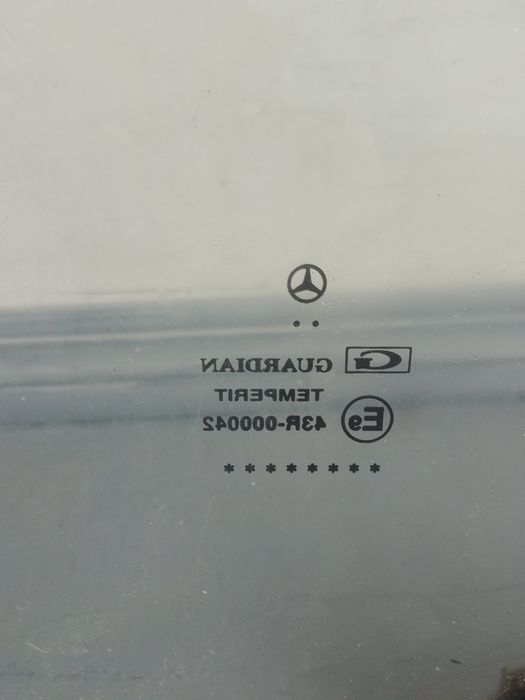 G GUARDIAN
TEMPERIT
E9 43R-000042
* * * * * * * *